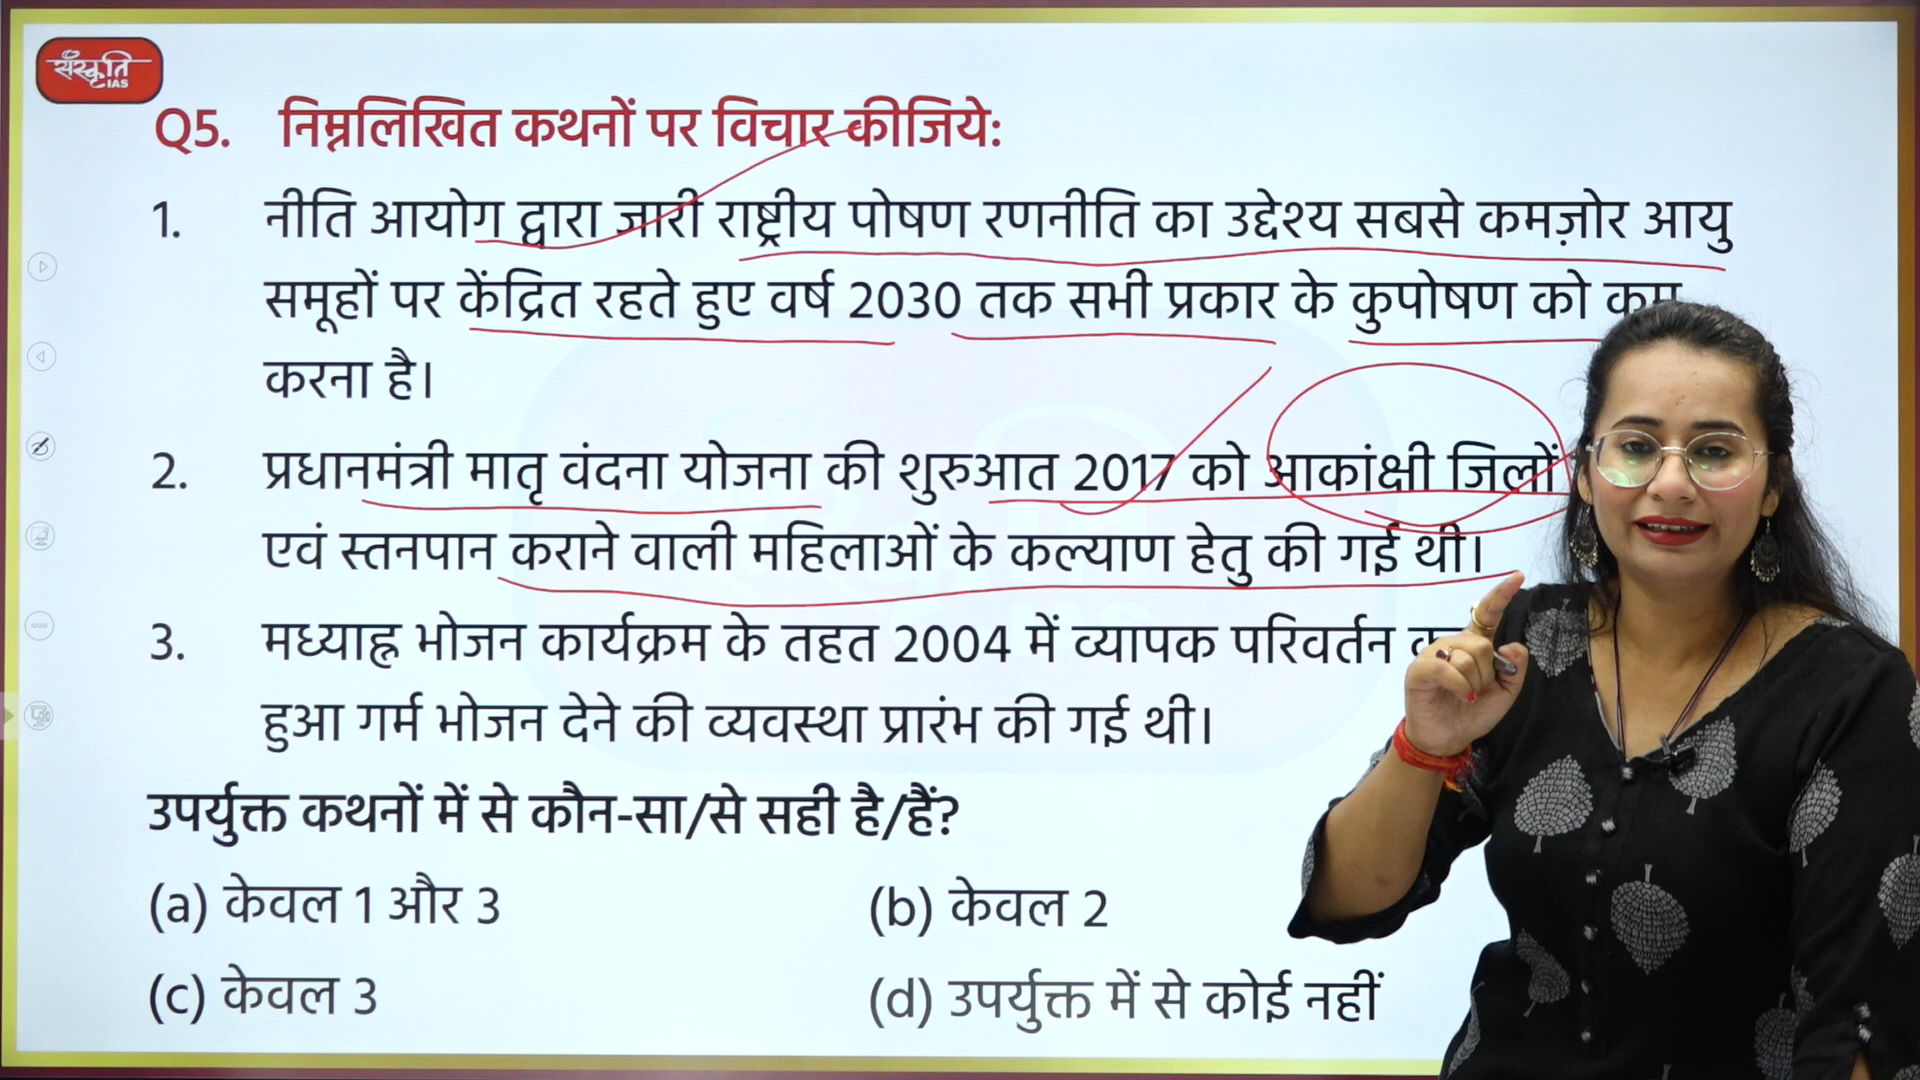 संस्कृति
IAS
Q5. निम्नलिखित कथनों पर विचार कीजिये:
1. नीति आयोग द्वारा जारी राष्ट्रीय पोषण रणनीति का उद्देश्य सबसे कमज़ोर आयु
समूहों पर केंद्रित रहते हुए वर्ष 2030 तक सभी प्रकार के कुपोषण को कम
करना है।
2. प्रधानमंत्री मातृ वंदना योजना की शुरुआत 2017 को आकांक्षी जिलों
एवं स्तनपान कराने वाली महिलाओं के कल्याण हेतु की गई थी।
3. मध्याह्न भोजन कार्यक्रम के तहत 2004 में व्यापक परिवर्तन
हुआ गर्म भोजन देने की व्यवस्था प्रारंभ की गई थी।
उपर्युक्त कथनों में से कौन-सा/से सही है/हैं?
(a) केवल 1 और 3 (b) केवल 2
(c) केवल 3 (d) उपर्युक्त में से कोई नहीं